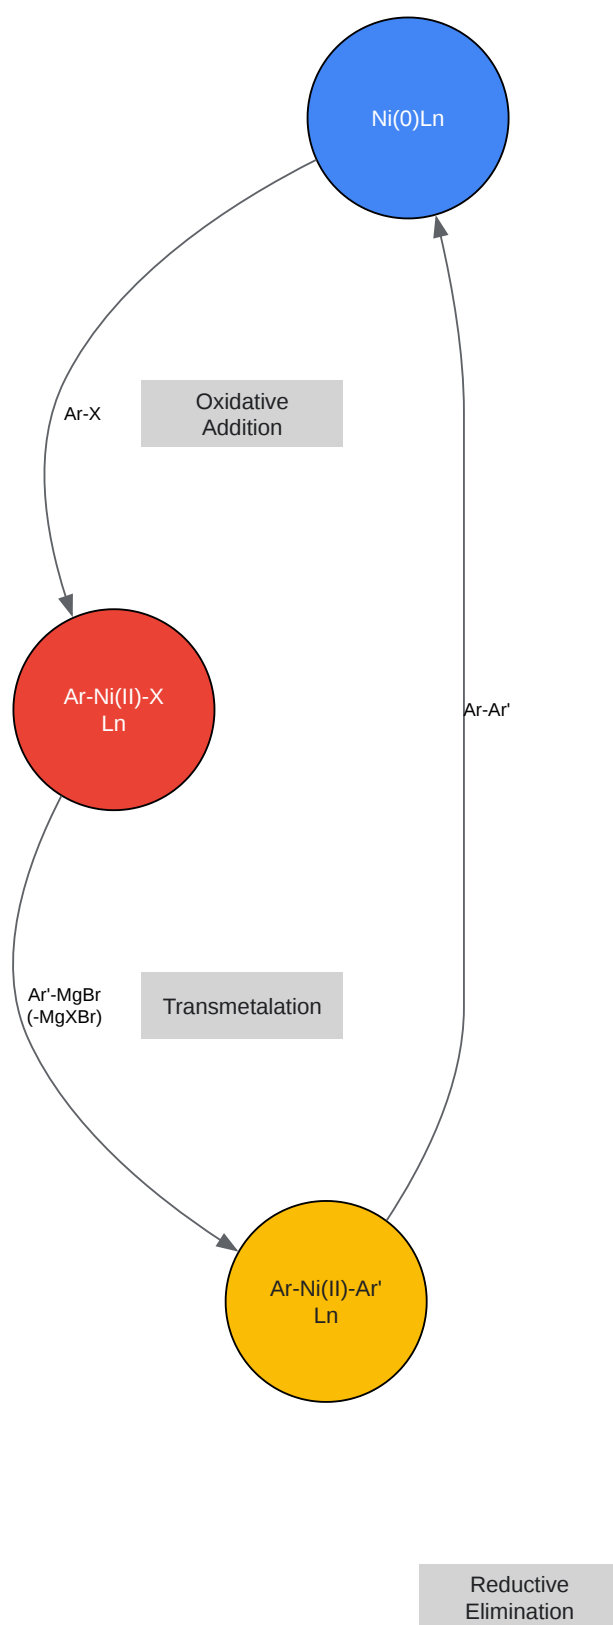 Ni(0)Ln
Oxidative
Addition
Ar-X
Ar-Ni(II)-X
Ln
Ar-Ar'
Ar'-MgBr
(-MgXBr)
Transmetalation
Ar-Ni(II)-Ar'
Ln
Reductive
Elimination